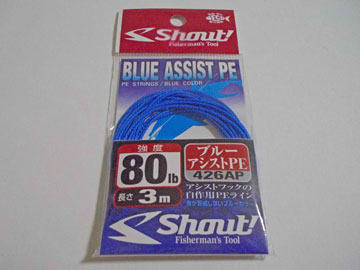 Shout!
Fisherman's Tool
BLUE ASSIST PE
PE STRINGS/BLUE COLOR
強度
80lb
長さ 3m
ブルー
アシストPE
426AP
アシストフックの
自作用PEライン
Shout!
Fisherman's Tool